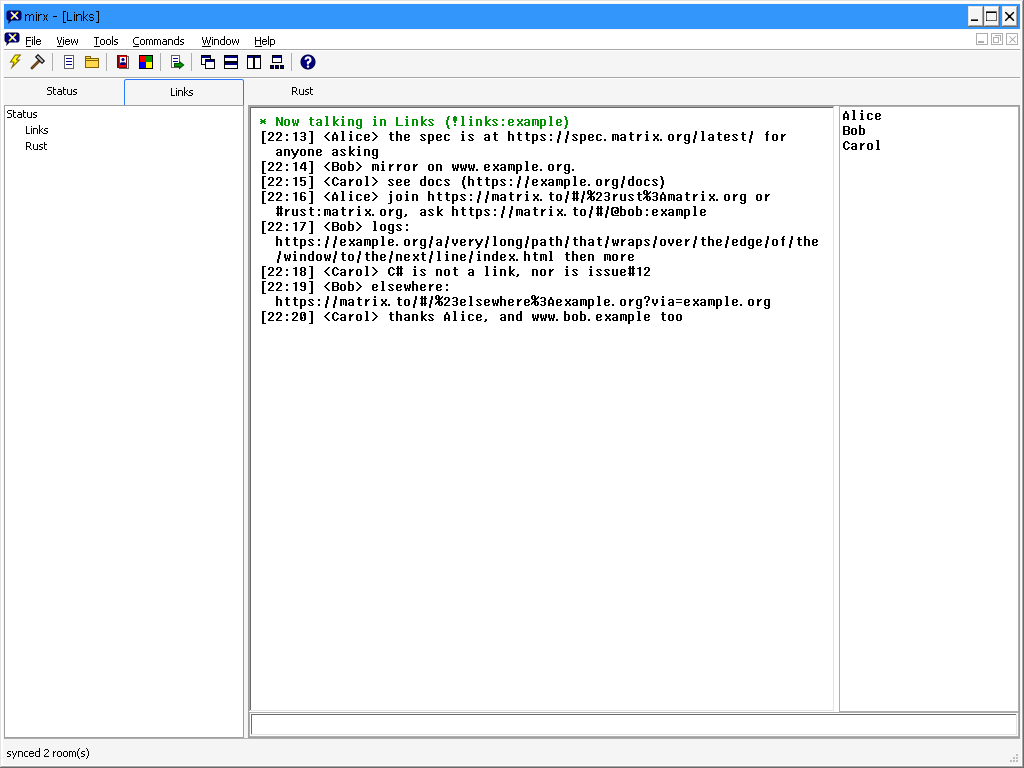 mirx - [Links]
File View Tools Commands Window Help
Status Links Rust
Status
Links
Rust
* Now talking in Links (!links:example)
[22:13] <Alice> the spec is at https://spec.matrix.org/latest/ for
anyone asking
[22:14] <Bob> mirror on www.example.org.
[22:15] <Carol> see docs (https://example.org/docs)
[22:16] <Alice> join https://matrix.to/#/%23rust%3Amatrix.org or
#rust:matrix.org, ask https://matrix.to/#/@bob:example
[22:17] <Bob> logs:
https://example.org/a/very/long/path/that/wraps/over/the/edge/of/the
/window/to/the/next/line/index.html then more
[22:18] <Carol> C# is not a link, nor is issue#12
[22:19] <Bob> elsewhere:
https://matrix.to/#/%23elsewhere%3Aexample.org?via=example.org
[22:20] <Carol> thanks Alice, and www.bob.example too
Alice
Bob
Carol
synced 2 room(s)